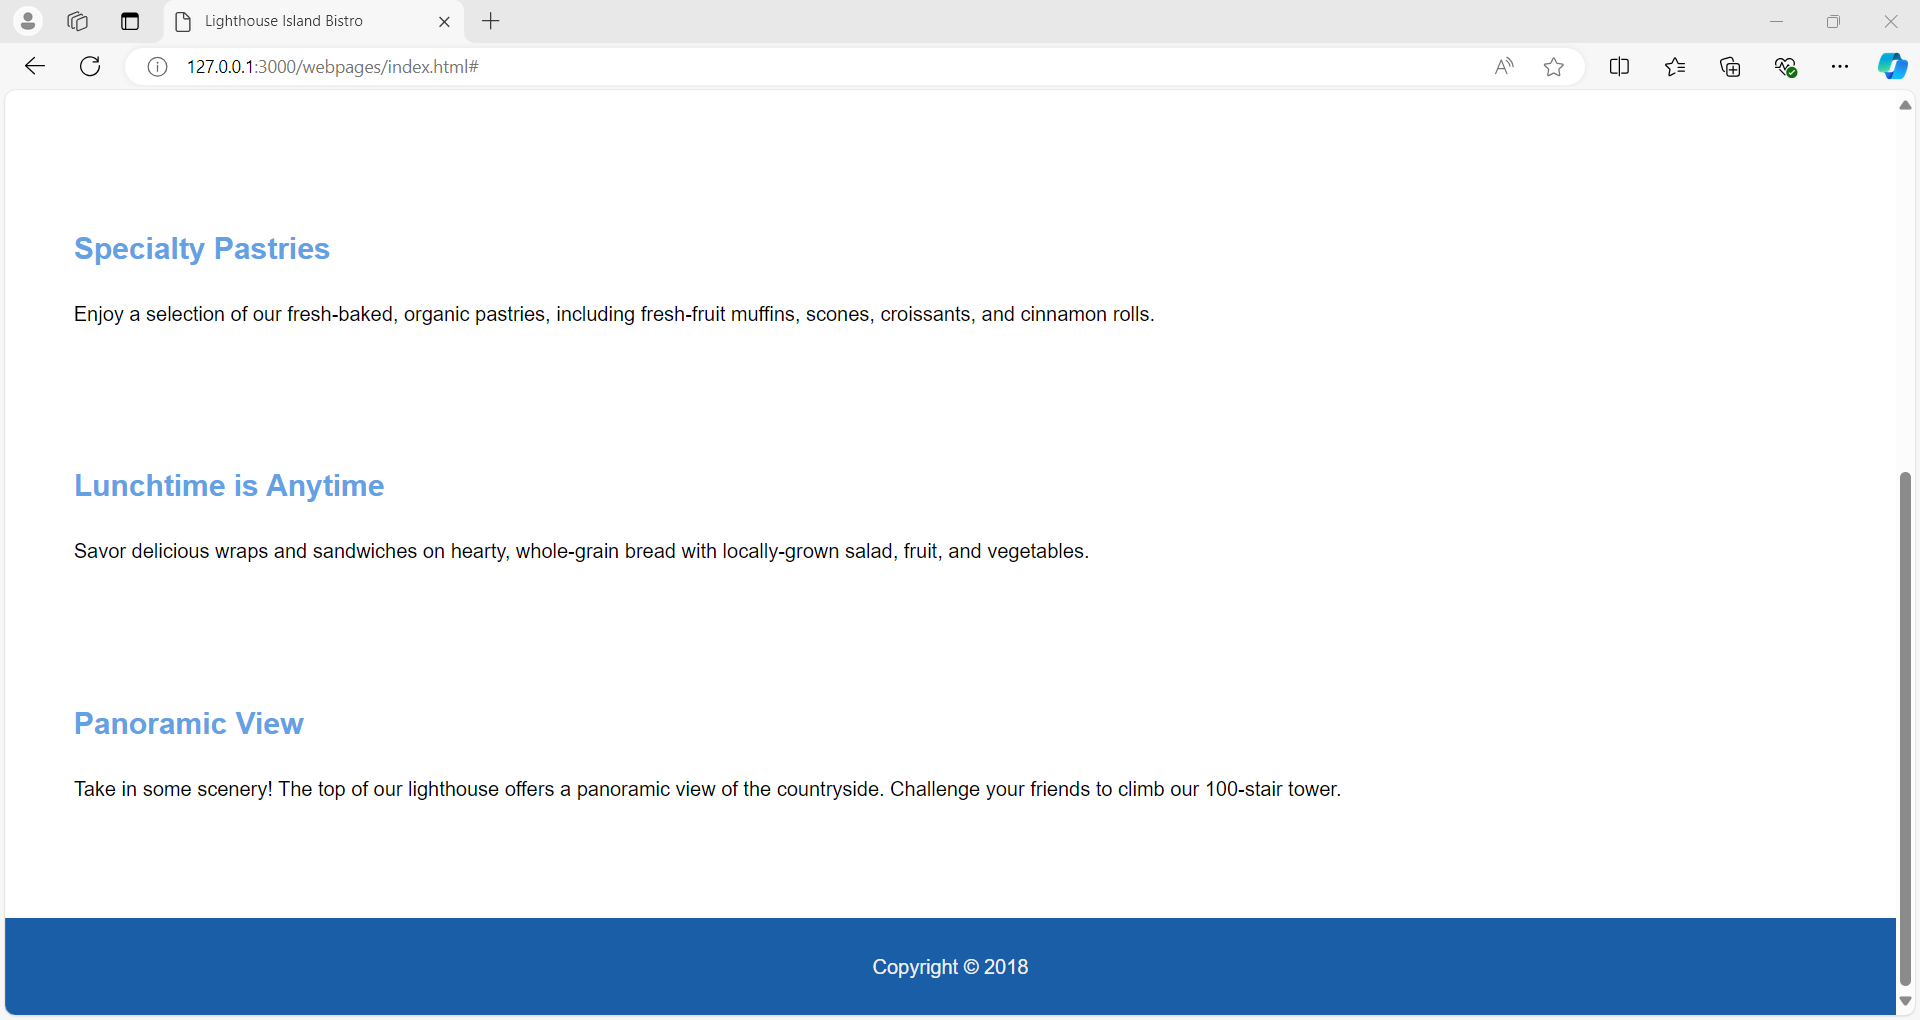 Lighthouse Island Bistro
127.0.0.1:3000/webpages/index.html#
Specialty Pastries
Enjoy a selection of our fresh-baked, organic pastries, including fresh-fruit muffins, scones, croissants, and cinnamon rolls.
Lunchtime is Anytime
Savor delicious wraps and sandwiches on hearty, whole-grain bread with locally-grown salad, fruit, and vegetables.
Panoramic View
Take in some scenery! The top of our lighthouse offers a panoramic view of the countryside. Challenge your friends to climb our 100-stair tower.
Copyright © 2018